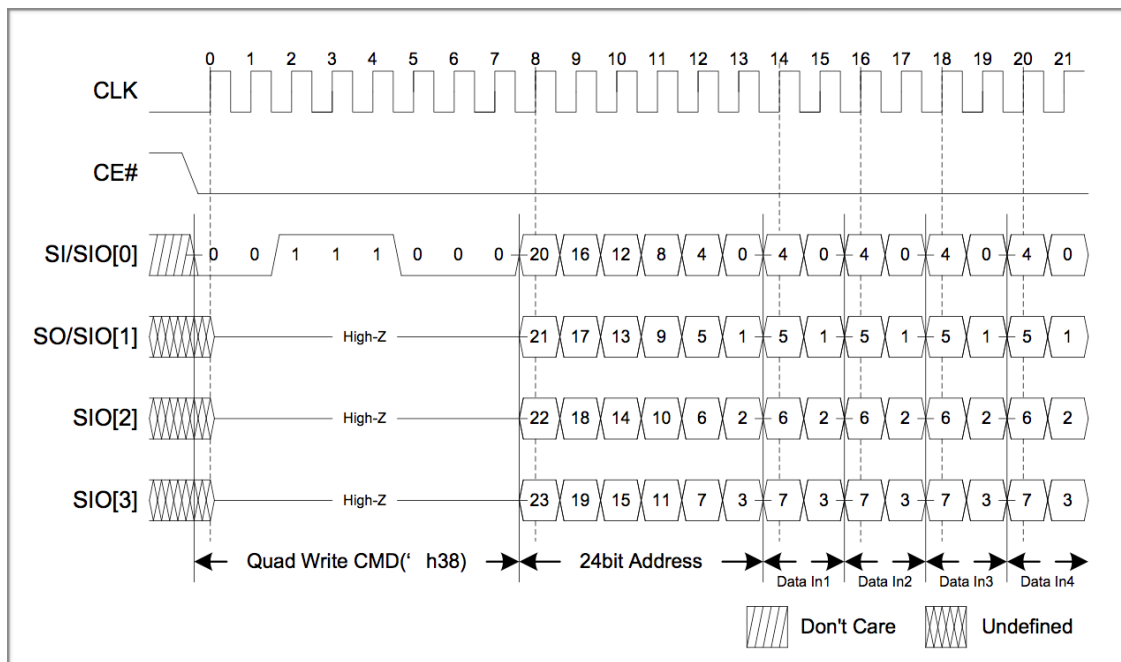 0 1 2 3 4 5 6 7 8 9 10 11 12 13 14 15 16 17 18 19 20 21
CLK
CE#
SI/SIO[0] 0 0 1 1 1 0 0 0 20 16 12 8 4 0 4 0 4 0 4 0 4 0
SO/SIO[1] High-Z 21 17 13 9 5 1 5 1 5 1 5 1 5 1
SIO[2] High-Z 22 18 14 10 6 2 6 2 6 2 6 2 6 2
SIO[3] High-Z 23 19 15 11 7 3 7 3 7 3 7 3 7 3
Quad Write CMD(‘ h38) 24bit Address
Data In1 Data In2 Data In3 Data In4
Don't Care Undefined